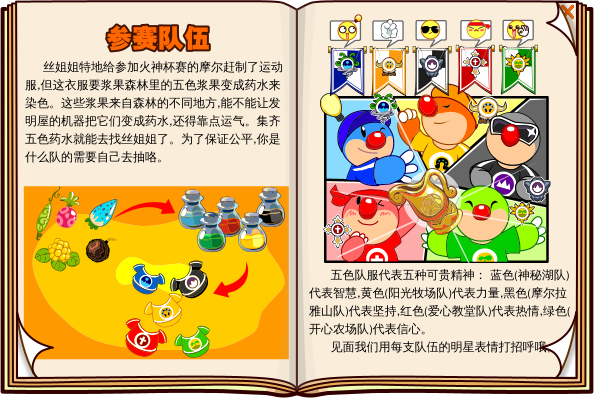 参赛队伍
丝姐姐特地给参加火神杯赛的摩尔赶制了运动
服,但这衣服要浆果森林里的五色浆果变成药水来
染色。这些浆果来自森林的不同地方,能不能让发
明屋的机器把它们变成药水,还得靠点运气。集齐
五色药水就能去找丝姐姐了。为了保证公平,你是
什么队的需要自己去抽咯。
五色队服代表五种可贵精神： 蓝色(神秘湖队)
代表智慧,黄色(阳光牧场队)代表力量,黑色(摩尔拉
雅山队)代表坚持,红色(爱心教堂队)代表热情,绿色(
开心农场队)代表信心。
见面我们用每支队伍的明星表情打招呼哦